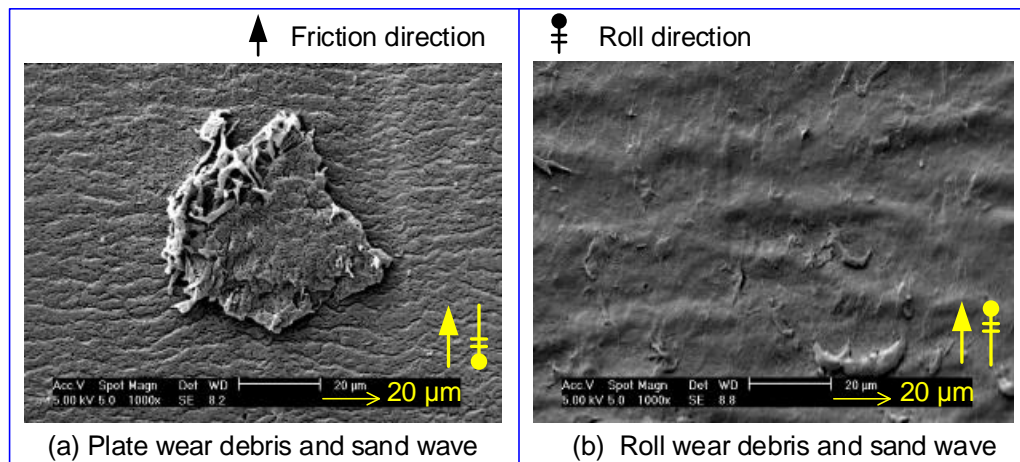 Friction direction
Roll direction
Acc.V Spot Magn Det WD 20 µm
5.00 kV 5.0 1000x SE 8.2
20 µm
Acc.V Spot Magn Det WD 20 µm
5.00 kV 5.0 1000x SE 8.8
20 µm
(a) Plate wear debris and sand wave
(b) Roll wear debris and sand wave